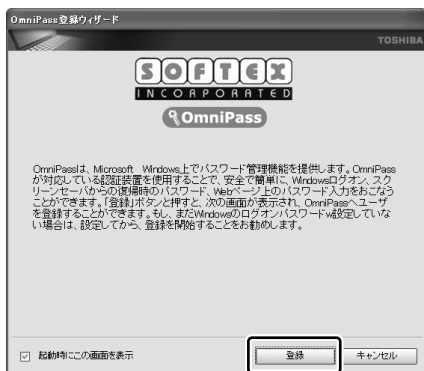 OmniPass登録ウィザード
TOSHIBA
SOFTEX
INCORPORATED
OmniPass
OmniPassは、Microsoft Windows上でパスワード管理機能を提供します。OmniPass
が対応している認証装置を使用することで、安全で簡単に、Windowsログオン、スク
リーンセーバからの復帰時のパスワード、Webページ上のパスワード入力をおこなう
ことができます。「登録」ボタンと押すと、次の画面が表示され、OmniPassへユーザ
を登録することができます。もし、まだWindowsのログオンパスワードw設定していな
い場合は、設定してから、登録を開始することをお勧めします。
起動時にこの画面を表示
登録
キャンセル